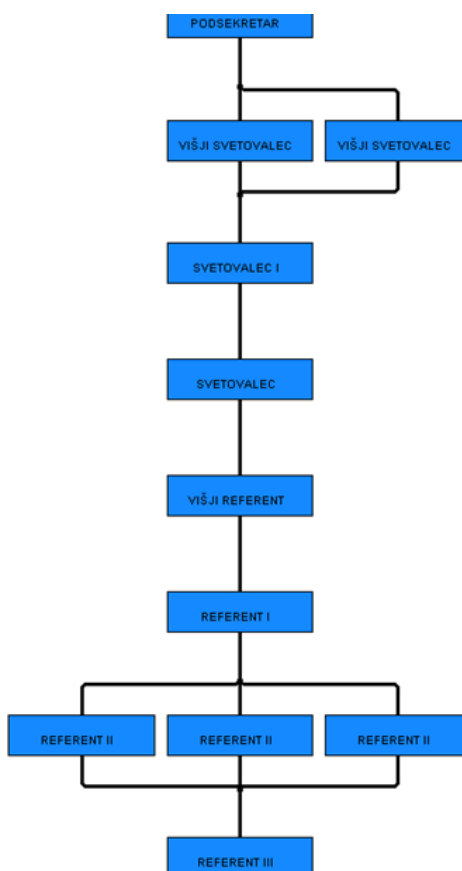 PODSEKRETAR
VIŠJI SVETOVALEC
VIŠJI SVETOVALEC
SVETOVALEC I
SVETOVALEC
VIŠJI REFERENT
REFERENT I
REFERENT II
REFERENT II
REFERENT II
REFERENT III